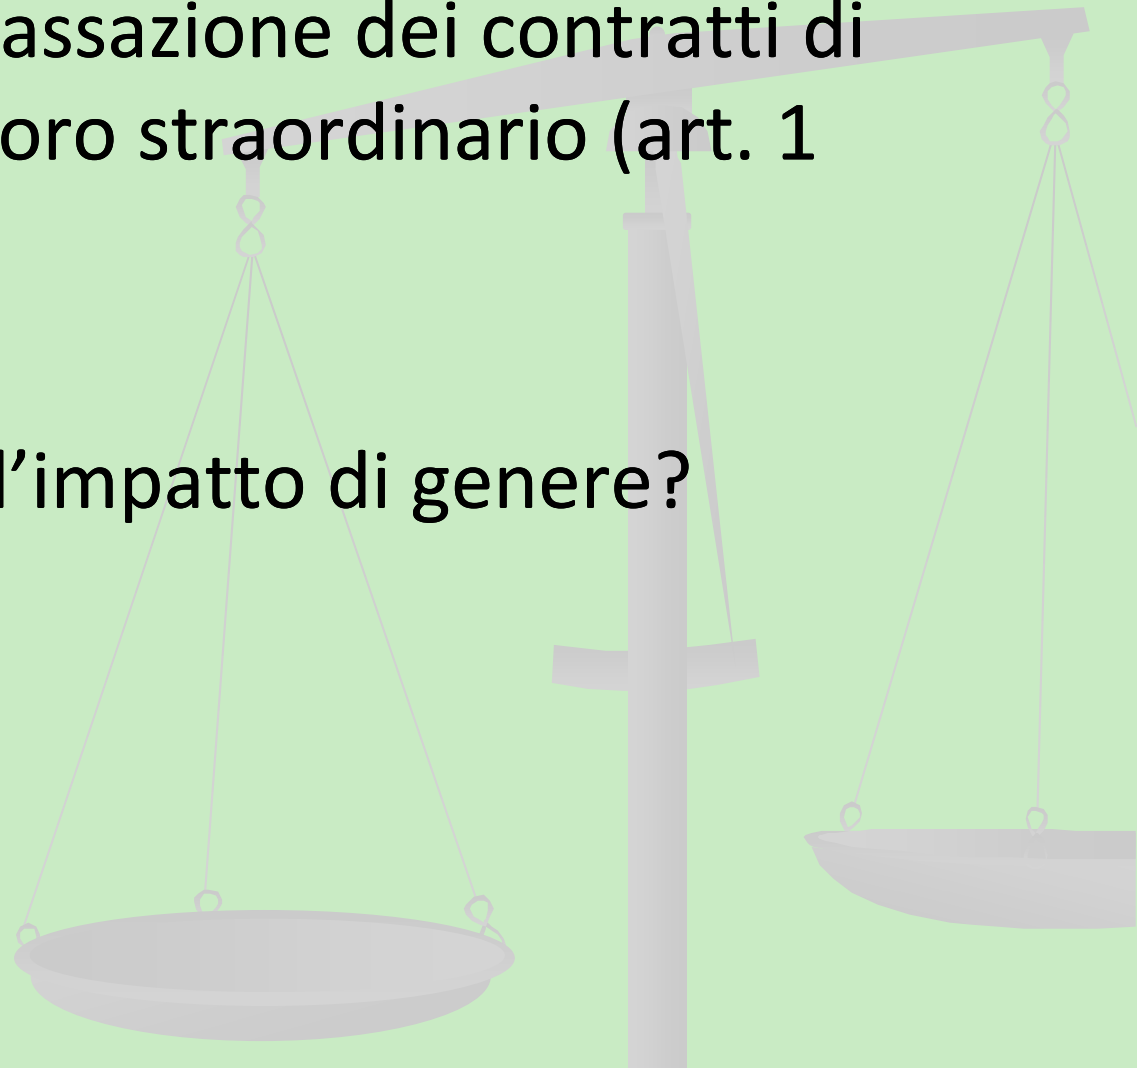 assazione dei contratti di
oro straordinario (art. 1
l’impatto di genere?